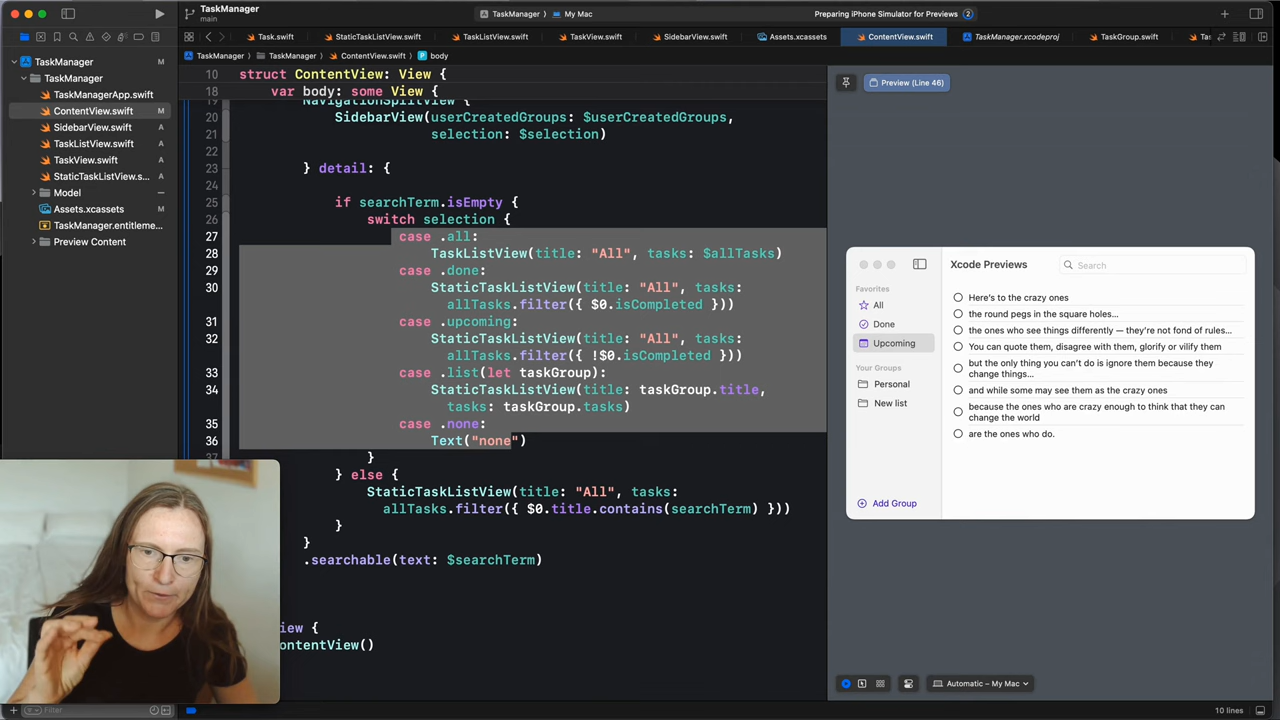 TaskManager
main
TaskManager
My Mac
Preparing iPhone Simulator for Previews
2
Task.swift
StaticTaskListView.swift
TaskListView.swift
TaskView.swift
SidebarView.swift
Assets.xcassets
ContentView.swift
TaskManager.xcodeproj
TaskGroup.swift
TaskManager
TaskManager
ContentView.swift
body
TaskManager M
TaskManager
TaskManagerApp.swift
ContentView.swift M
SidebarView.swift A
TaskListView.swift A
TaskView.swift A
StaticTaskListView.s... A
Model
Assets.xcassets M
TaskManager.entitleme...
Preview Content
Filter
10 struct ContentView: View {
18 var body: some View {
19 NavigationSplitView {
20 SidebarView(userCreatedGroups: $userCreatedGroups,
21 selection: $selection)
22
23 } detail: {
24
25 if searchTerm.isEmpty {
26 switch selection {
27 case .all:
28 TaskListView(title: "All", tasks: $allTasks)
29 case .done:
30 StaticTaskListView(title: "All", tasks:
allTasks.filter({ $0.isCompleted }))
31 case .upcoming:
32 StaticTaskListView(title: "All", tasks:
allTasks.filter({ !$0.isCompleted }))
33 case .list(let taskGroup):
34 StaticTaskListView(title: taskGroup.title,
tasks: taskGroup.tasks)
35 case .none:
36 Text("none")
37 }
} else {
StaticTaskListView(title: "All", tasks:
allTasks.filter({ $0.title.contains(searchTerm) }))
}
}
.searchable(text: $searchTerm)
{
ContentView()
Preview (Line 46)
Xcode Previews
Search
Favorites
All
Done
Upcoming
Your Groups
Personal
New list
Add Group
Here's to the crazy ones
the round pegs in the square holes…
the ones who see things differently — they're not fond of rules…
You can quote them, disagree with them, glorify or vilify them
but the only thing you can't do is ignore them because they
change things…
and while some may see them as the crazy ones
because the ones who are crazy enough to think that they can
change the world
are the ones who do.
Automatic – My Mac
10 lines